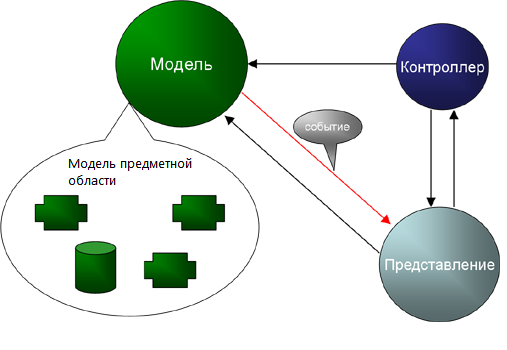 Модель
Контроллер
событие
Модель предметной
области
Представление